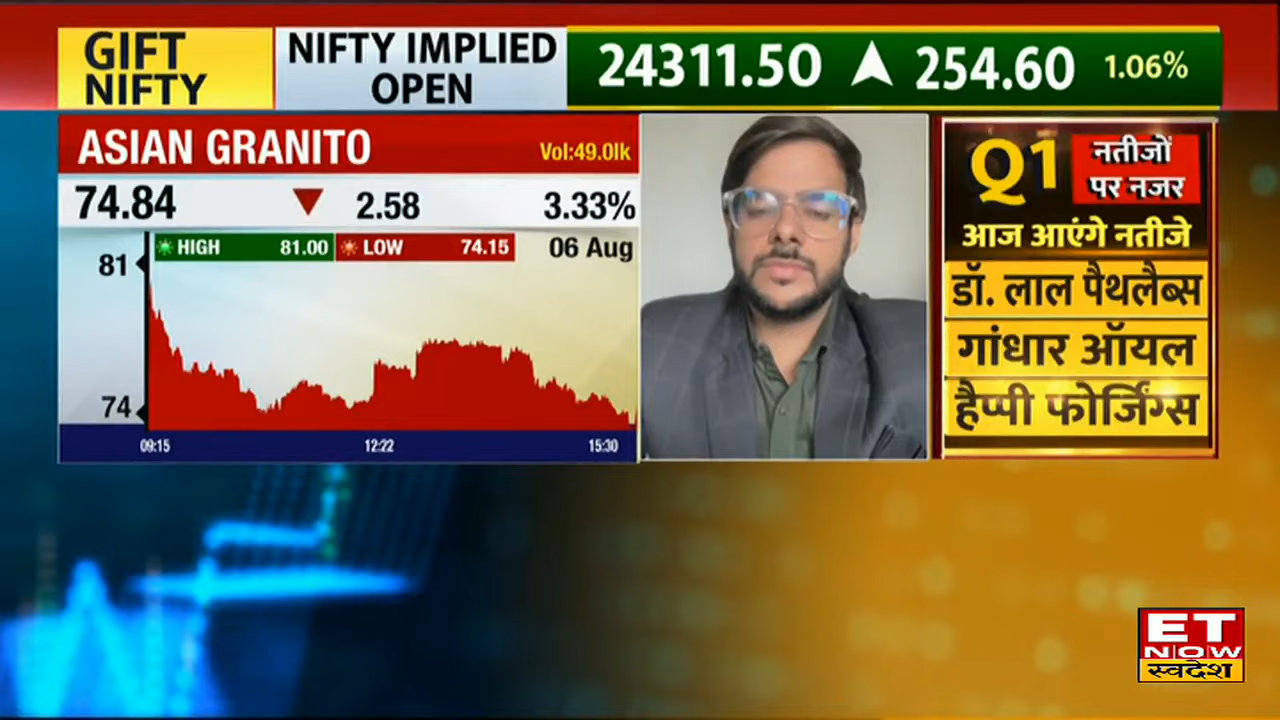 GIFT
NIFTY
NIFTY IMPLIED
OPEN
24311.50
254.60
1.06%
ASIAN GRANITO
Vol:49.0lk
74.84
2.58
3.33%
HIGH
81.00
LOW
74.15
06 Aug
81
74
09:15
12:22
15:30
Q1
नतीजों
पर नजर
आज आएंगे नतीजे
डॉ. लाल पैथलैब्स
गांधार ऑयल
हैप्पी फोर्जिंग्स
ET
NOW
स्वदेश